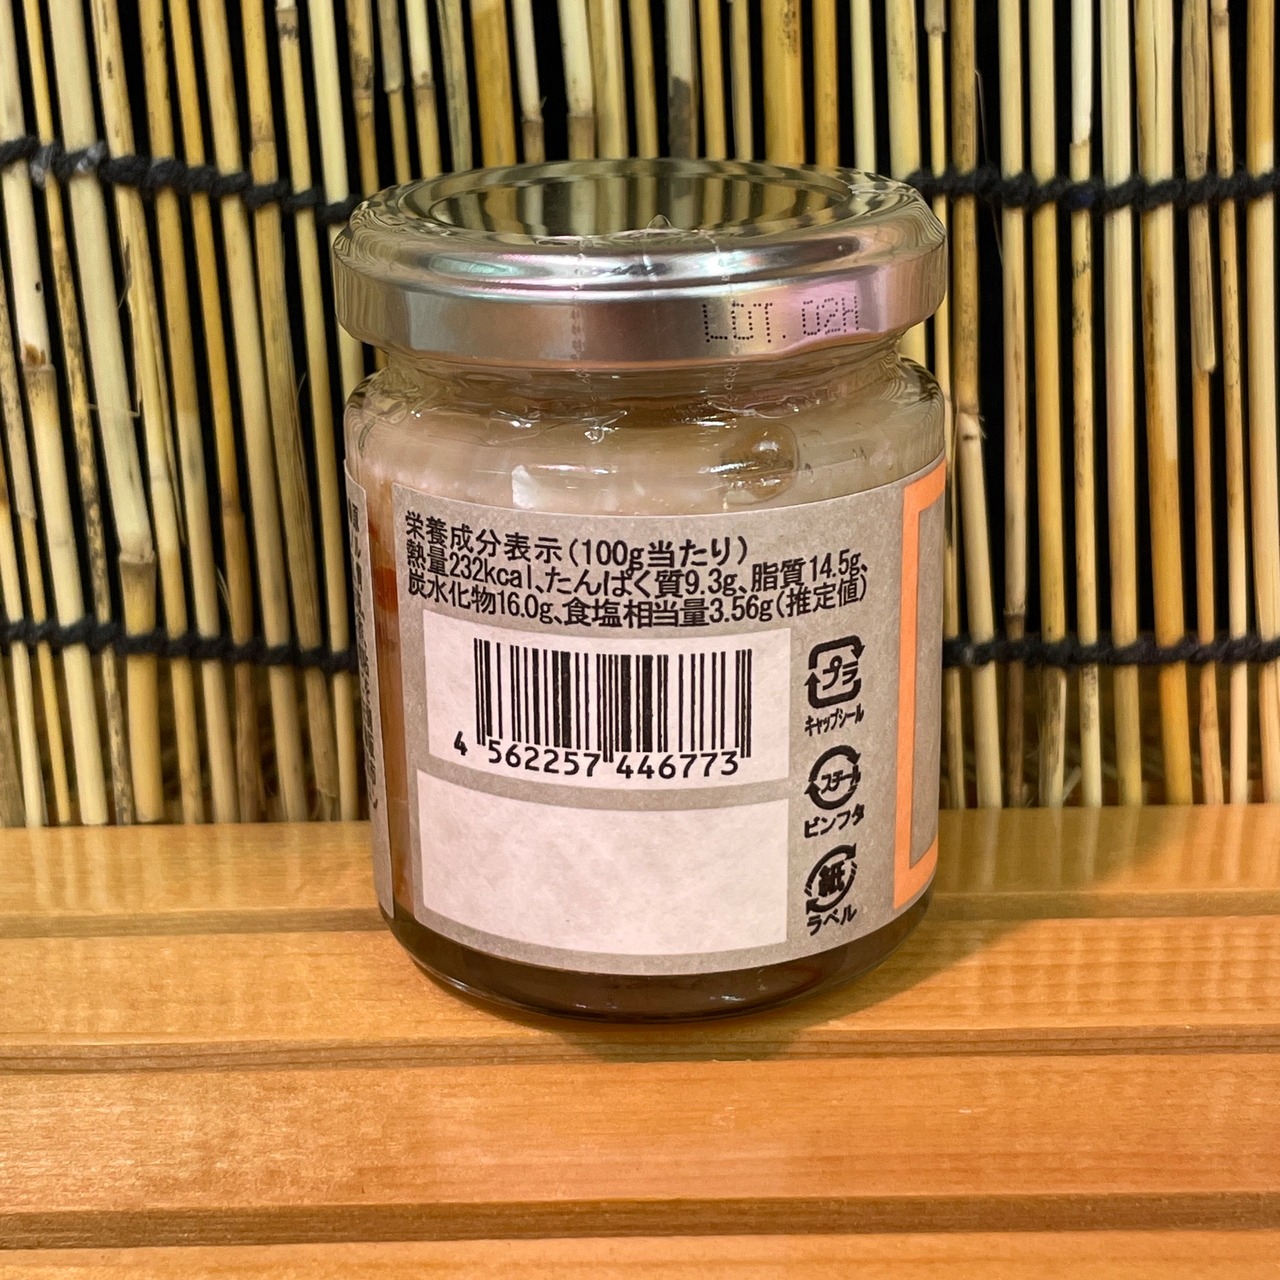 LOT.02H
栄養成分表示(100g当たり)
熱量232kcal、たんぱく質9.3g、脂質14.5g、
炭水化物16.0g、食塩相当量3.56g(推定値)
4 562257 446773
プラ
キャップシール
スチール
ビンフタ
紙
ラベル